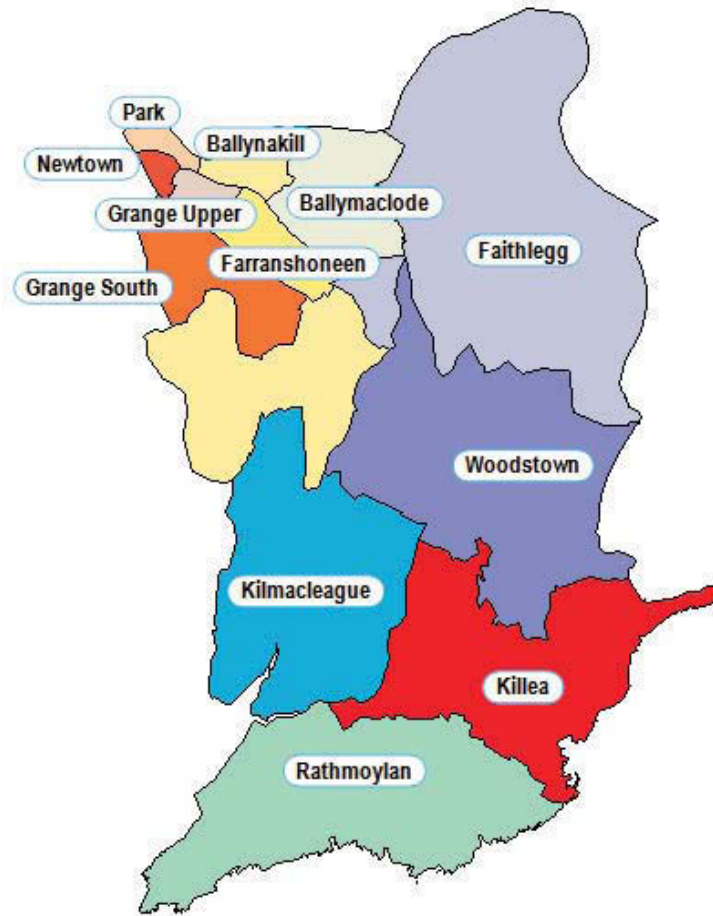 Park
Ballynakill
Newtown
Ballymaclode
Grange Upper
Faithlegg
Farranshoneen
Grange South
Woodstown
Kilmacleague
Killea
Rathmoylan